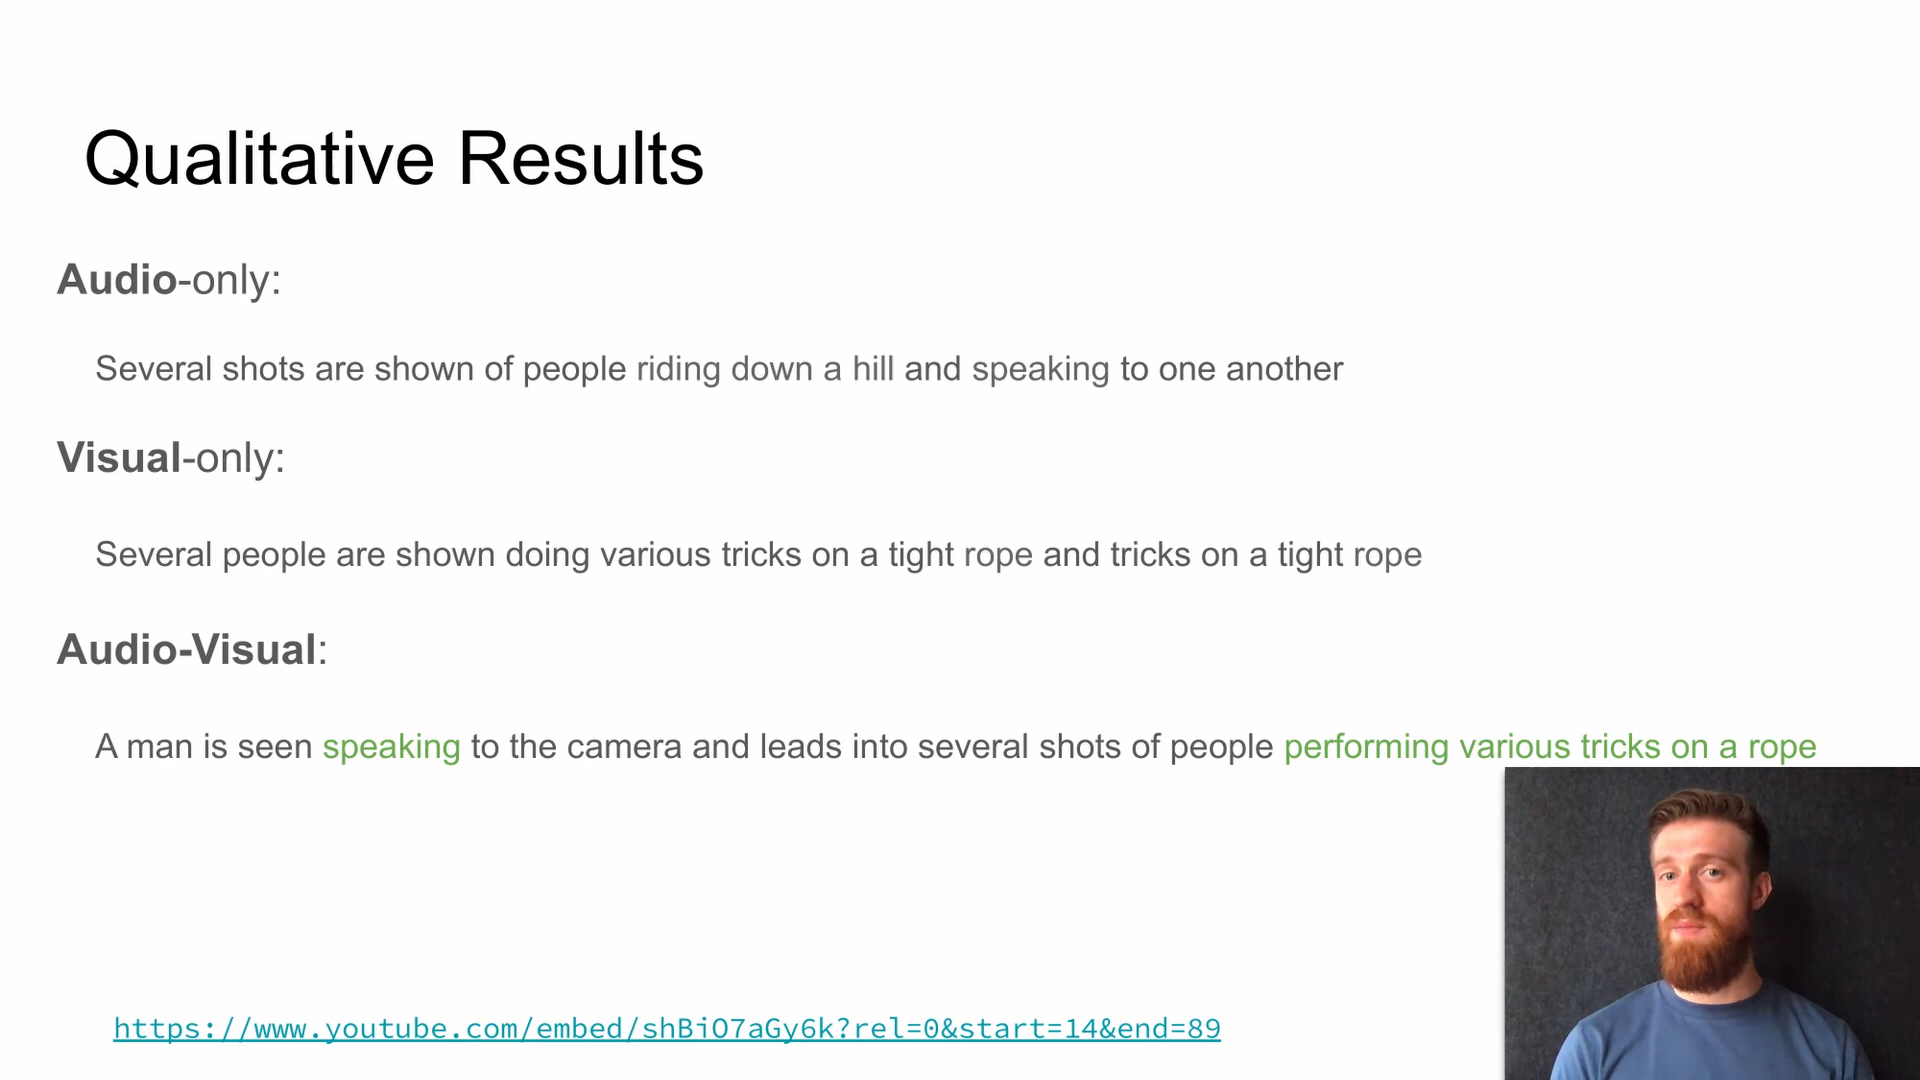 Qualitative Results
Audio-only:
Several shots are shown of people riding down a hill and speaking to one another
Visual-only:
Several people are shown doing various tricks on a tight rope and tricks on a tight rope
Audio-Visual:
A man is seen speaking to the camera and leads into several shots of people performing various tricks on a rope
https://www.youtube.com/embed/shBiO7aGy6k?rel=0&start=14&end=89